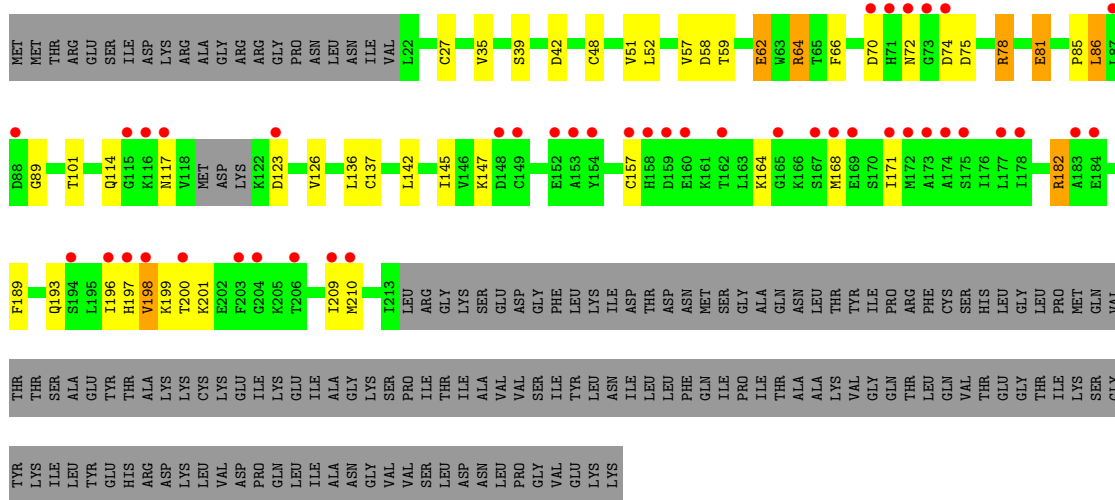 MET MET THR ARG GLU SER ILE ASP LYS ARG ALA GLY ARG ARG GLY PRO ASN LEU ASN ILE VAL L22 C27 V35 S39 D42 C48 V51 L52 V57 D58 T59 E62 W63 R64 T65 F66 D70 H71 N72 G73 D74 D75 R78 E81 P85 L86 L87
D88 G89 T101 Q114 G115 K116 N117 V118 MET ASP LYS K122 D123 V126 L136 C137 L142 I145 V146 K147 D148 C149 E152 A153 Y154 C157 H158 D159 E160 K161 T162 L163 K164 G165 K166 S167 M168 E169 S170 I171 M172 A173 A174 S175 I176 L177 I178 R182 A183 E184
F189 Q193 S194 L195 I196 H197 V198 K199 T200 K201 E202 F203 G204 K205 T206 I209 M210 I213 LEU ARG GLY LYS SER GLU ASP GLY PHE LEU LYS ILE ASP THR ASP ASN MET SER GLY ALA GLN ASN LEU THR TYR ILE PRO ARG PHE CYS SER HIS LEU GLY LEU PRO MET GLN VAL
THR THR SER ALA GLU TYR THR ALA LYS LYS CYS LYS GLU ILE LYS GLU ILE ILE ALA GLY LYS SER PRO ILE THR ILE ALA VAL VAL SER ILE TYR LEU ASN ILE LEU LEU PHE GLN ILE PRO ILE THR ALA ALA LYS VAL GLY GLN THR LEU GLN VAL THR GLU GLY THR ILE LYS SER GLY
TYR LYS ILE LEU TYR GLU HIS ARG ASP LYS LEU VAL ASP PRO GLN LEU ILE ALA ASN GLY VAL VAL SER LEU ASP ASN LEU PRO GLY VAL GLU LYS LYS